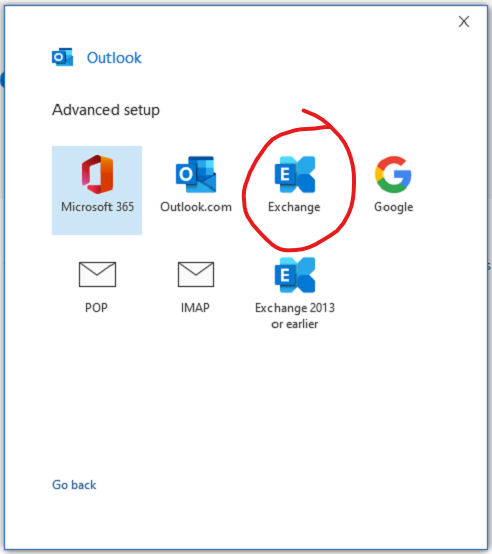 Outlook
Advanced setup
Microsoft 365
Outlook.com
Exchange
Google
POP
IMAP
Exchange 2013
or earlier
Go back